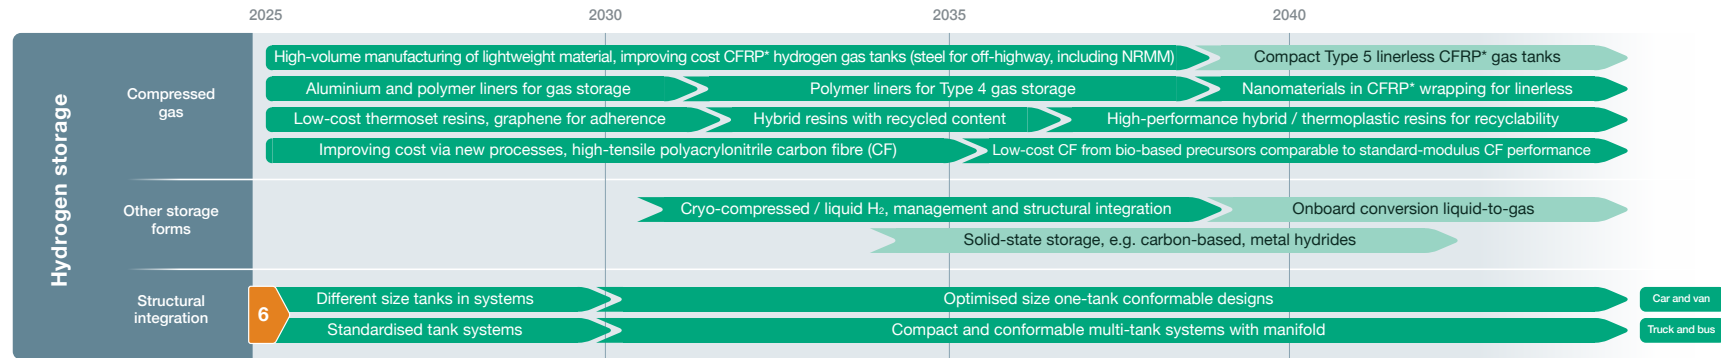 2025 2030 2035 2040
Hydrogen storage
Compressed
gas
High-volume manufacturing of lightweight material, improving cost CFRP* hydrogen gas tanks (steel for off-highway, including NRMM)
Compact Type 5 linerless CFRP* gas tanks
Aluminium and polymer liners for gas storage
Polymer liners for Type 4 gas storage
Nanomaterials in CFRP* wrapping for linerless
Low-cost thermoset resins, graphene for adherence
Hybrid resins with recycled content
High-performance hybrid / thermoplastic resins for recyclability
Improving cost via new processes, high-tensile polyacrylonitrile carbon fibre (CF)
Low-cost CF from bio-based precursors comparable to standard-modulus CF performance
Other storage
forms
Cryo-compressed / liquid H₂, management and structural integration
Onboard conversion liquid-to-gas
Solid-state storage, e.g. carbon-based, metal hydrides
Structural
integration
6
Different size tanks in systems
Optimised size one-tank conformable designs
Car and van
Standardised tank systems
Compact and conformable multi-tank systems with manifold
Truck and bus